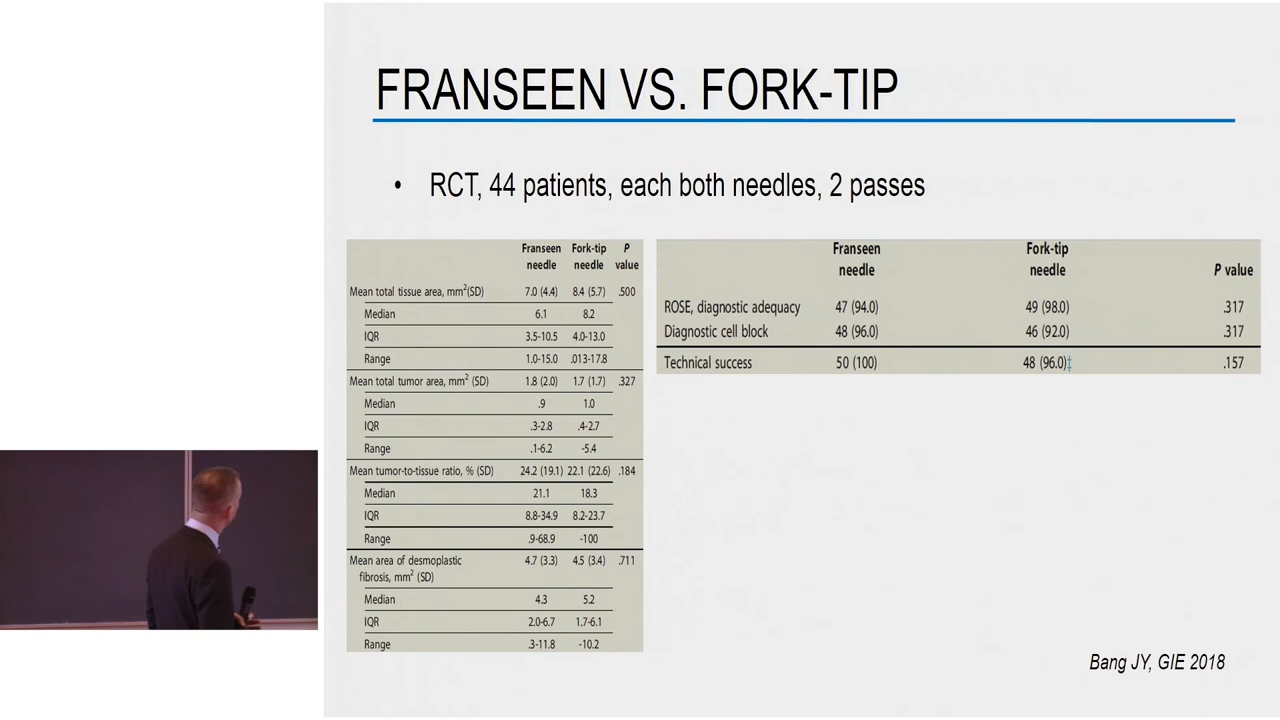 FRANSEEN VS. FORK-TIP
• RCT, 44 patients, each both needles, 2 passes
Franseen needle Fork-tip needle P value
Mean total tissue area, mm²(SD) 7.0 (4.4) 8.4 (5.7) .500
Median 6.1 8.2
IQR 3.5-10.5 4.0-13.0
Range 1.0-15.0 .013-17.8
Mean total tumor area, mm² (SD) 1.8 (2.0) 1.7 (1.7) .327
Median .9 1.0
IQR .3-2.8 .4-2.7
Range .1-6.2 -5.4
Mean tumor-to-tissue ratio, % (SD) 24.2 (19.1) 22.1 (22.6) .184
Median 21.1 18.3
IQR 8.8-34.9 8.2-23.7
Range .9-68.9 -100
Mean area of desmoplastic
fibrosis, mm² (SD) 4.7 (3.3) 4.5 (3.4) .711
Median 4.3 5.2
IQR 2.0-6.7 1.7-6.1
Range .3-11.8 -10.2
Franseen needle Fork-tip needle P value
ROSE, diagnostic adequacy 47 (94.0) 49 (98.0) .317
Diagnostic cell block 48 (96.0) 46 (92.0) .317
Technical success 50 (100) 48 (96.0)‡ .157
Bang JY, GIE 2018